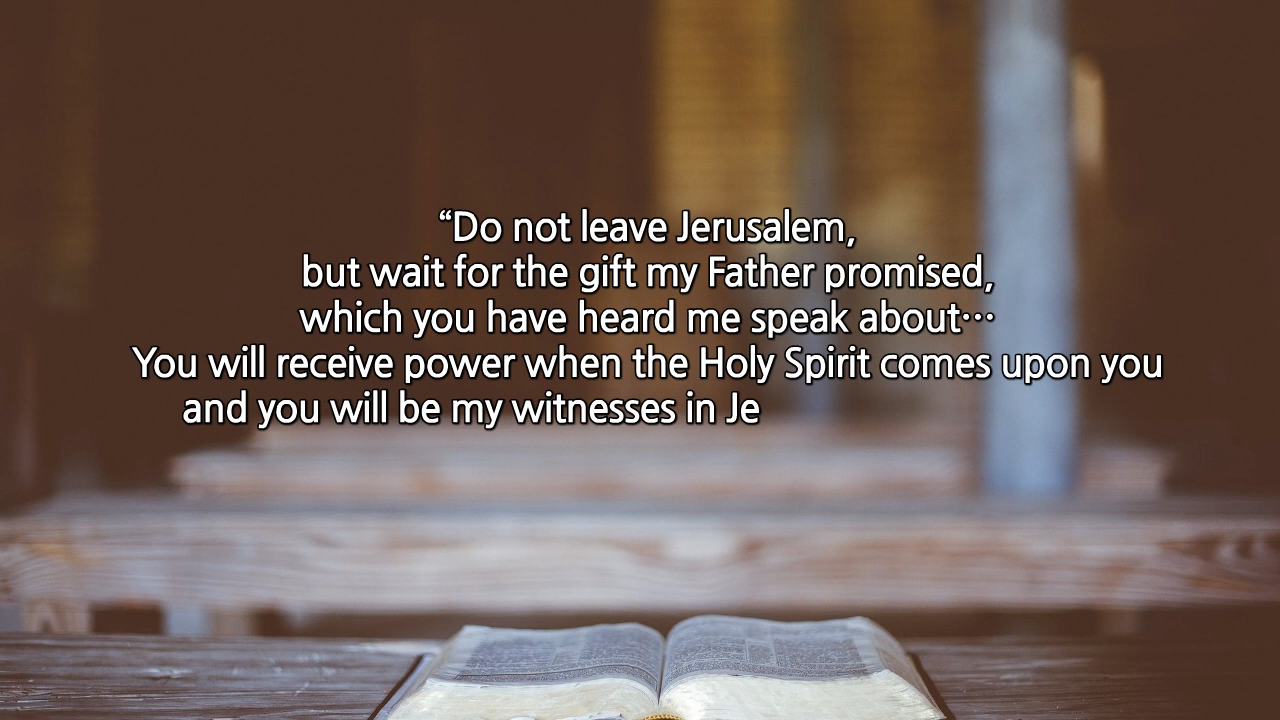 “Do not leave Jerusalem,
but wait for the gift my Father promised,
which you have heard me speak about…
You will receive power when the Holy Spirit comes upon you
and you will be my witnesses in Je